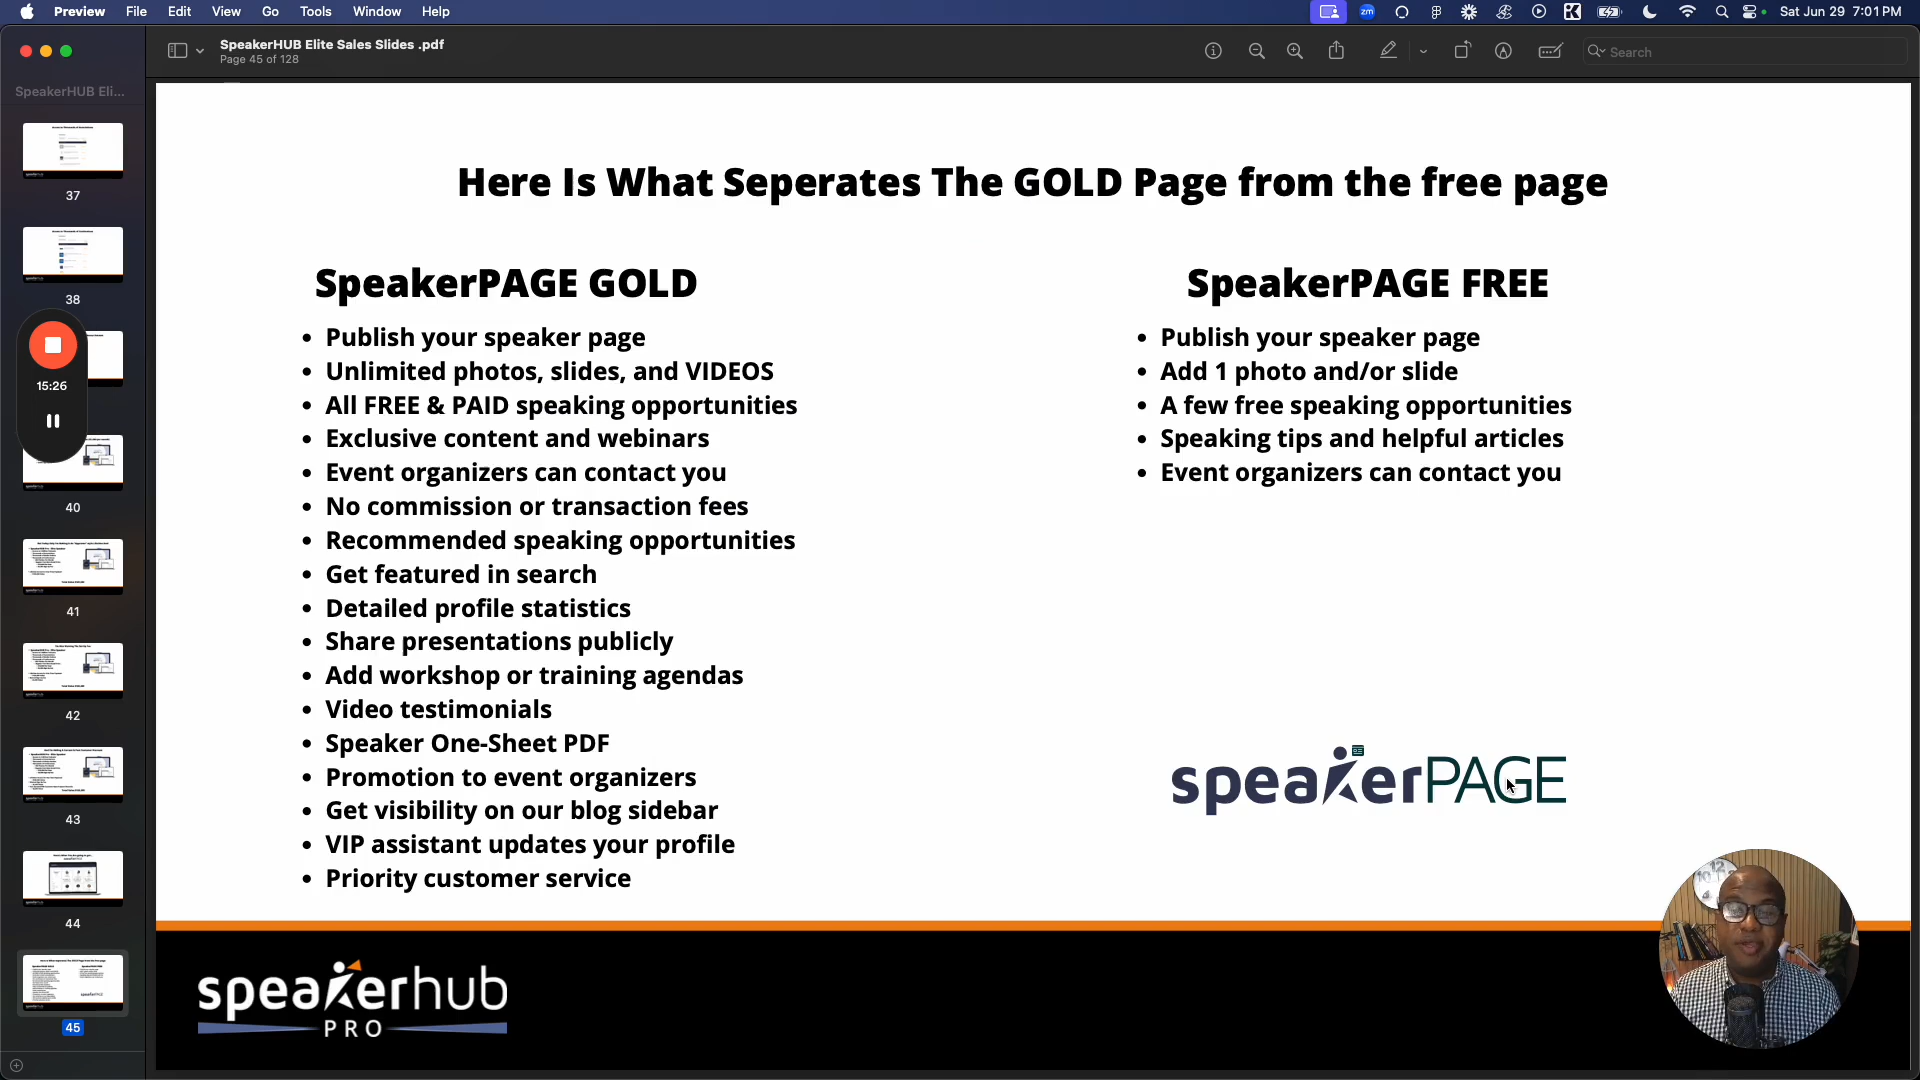 Preview File Edit View Go Tools Window Help
zm
Sat Jun 29 7:01 PM
SpeakerHUB Elite Sales Slides .pdf
Page 45 of 128
Search
SpeakerHUB Eli...
37
38
15:26
40
41
42
43
44
45
Here Is What Seperates The GOLD Page from the free page
SpeakerPAGE GOLD
• Publish your speaker page
• Unlimited photos, slides, and VIDEOS
• All FREE & PAID speaking opportunities
• Exclusive content and webinars
• Event organizers can contact you
• No commission or transaction fees
• Recommended speaking opportunities
• Get featured in search
• Detailed profile statistics
• Share presentations publicly
• Add workshop or training agendas
• Video testimonials
• Speaker One-Sheet PDF
• Promotion to event organizers
• Get visibility on our blog sidebar
• VIP assistant updates your profile
• Priority customer service
SpeakerPAGE FREE
• Publish your speaker page
• Add 1 photo and/or slide
• A few free speaking opportunities
• Speaking tips and helpful articles
• Event organizers can contact you
speakerPAGE
speakerhub
PRO